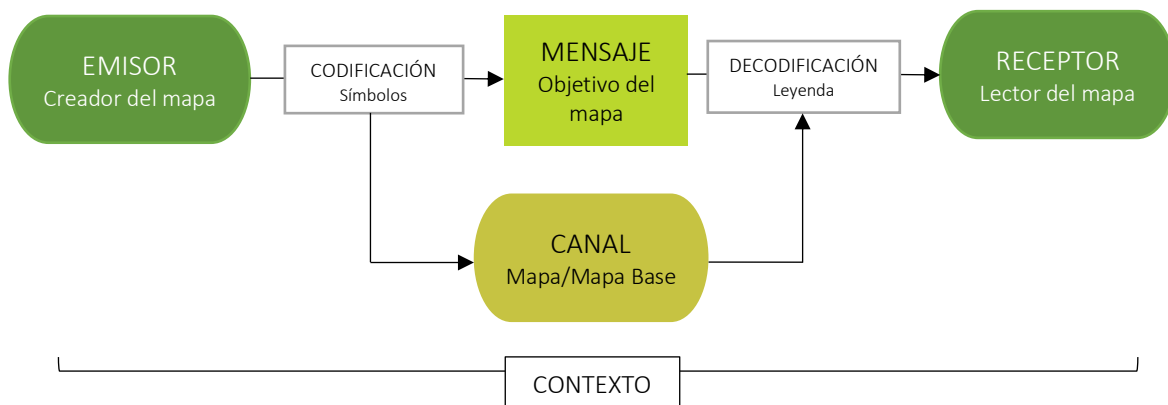 EMISOR
Creador del mapa
CODIFICACIÓN
Símbolos
MENSAJE
Objetivo del
mapa
DECODIFICACIÓN
Leyenda
RECEPTOR
Lector del mapa
CANAL
Mapa/Mapa Base
CONTEXTO